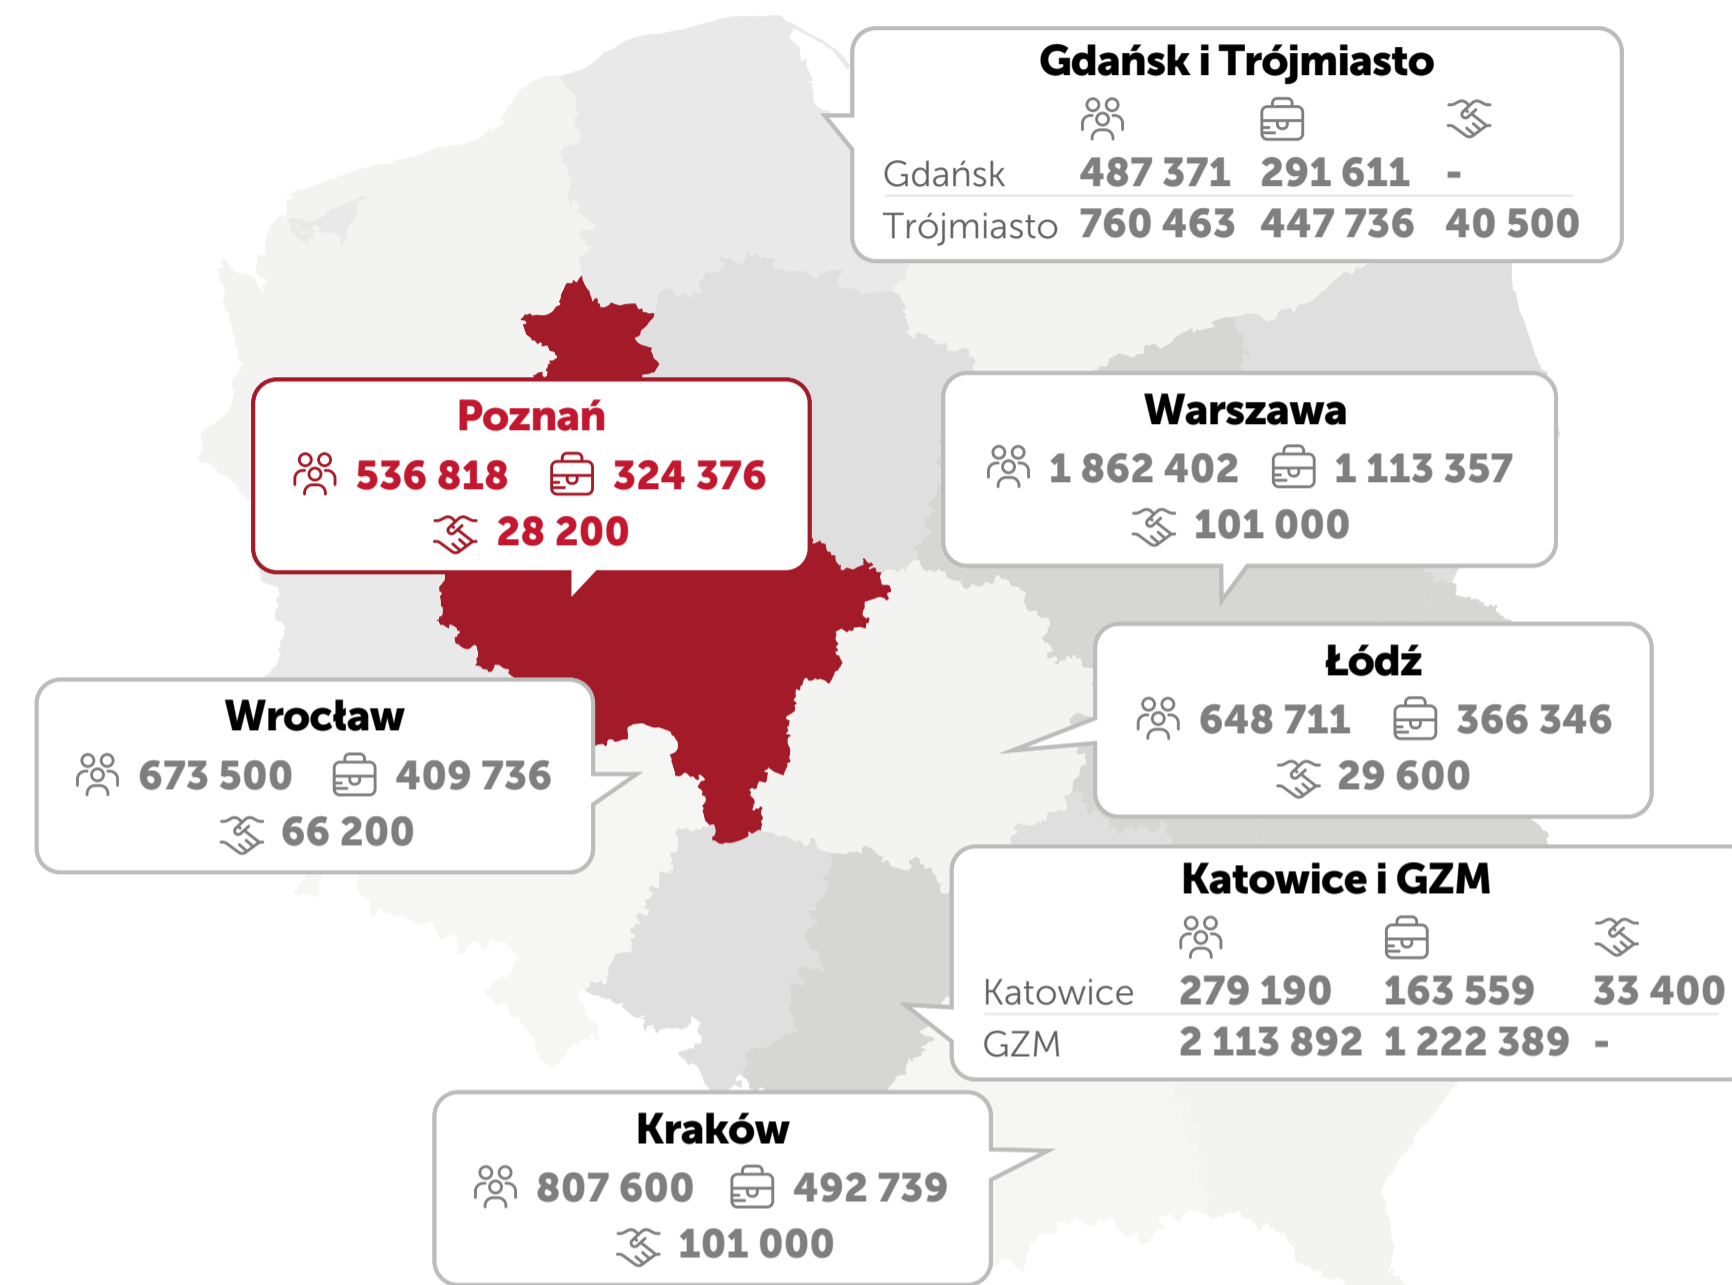 Gdańsk i Trójmiasto
Gdańsk 487 371 291 611 -
Trójmiasto 760 463 447 736 40 500
Poznań
536 818 324 376
28 200
Warszawa
1 862 402 1 113 357
101 000
Łódź
648 711 366 346
29 600
Wrocław
673 500 409 736
66 200
Katowice i GZM
Katowice 279 190 163 559 33 400
GZM 2 113 892 1 222 389 -
Kraków
807 600 492 739
101 000